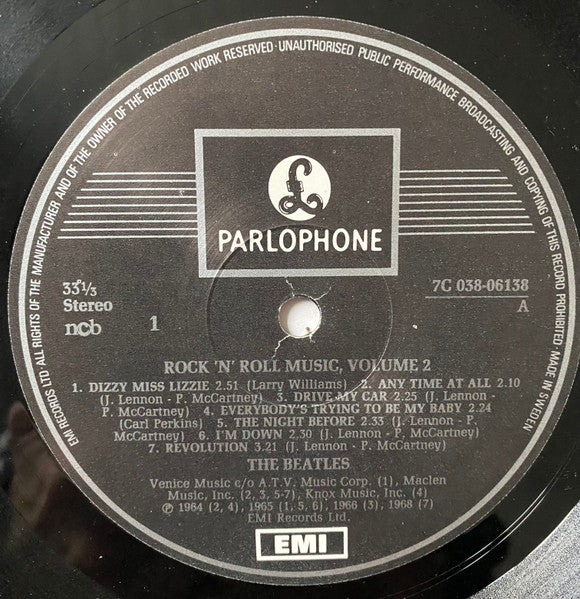 EMI RECORDS LTD· ALL RIGHTS OF THE MANUFACTURER AND OF THE OWNER OF THE RECORDED WORK RESERVED·UNAUTHORISED PUBLIC PERFORMANCE BROADCASTING AND COPYING OF THIS RECORD PROHIBITED·MADE IN SWEDEN
£
PARLOPHONE
33⅓
Stereo
ncb
1
7C 038-06138
A
ROCK 'N' ROLL MUSIC, VOLUME 2
1. DIZZY MISS LIZZIE 2.51 (Larry Williams) 2. ANY TIME AT ALL 2.10
(J. Lennon - P. McCartney) 3. DRIVE MY CAR 2.25 (J. Lennon -
P. McCartney) 4. EVERYBODY'S TRYING TO BE MY BABY 2.24
(Carl Perkins) 5. THE NIGHT BEFORE 2.33 (J. Lennon - P.
McCartney) 6. I'M DOWN 2.30 (J. Lennon - P. McCartney)
7. REVOLUTION 3.21 (J. Lennon - P. McCartney)
THE BEATLES
Venice Music c/o A.T.V. Music Corp. (1), Maclen
Music, Inc. (2, 3, 5-7), Knox Music, Inc. (4)
℗ 1964 (2, 4), 1965 (1, 5, 6), 1966 (3), 1968 (7)
EMI Records Ltd.
EMI